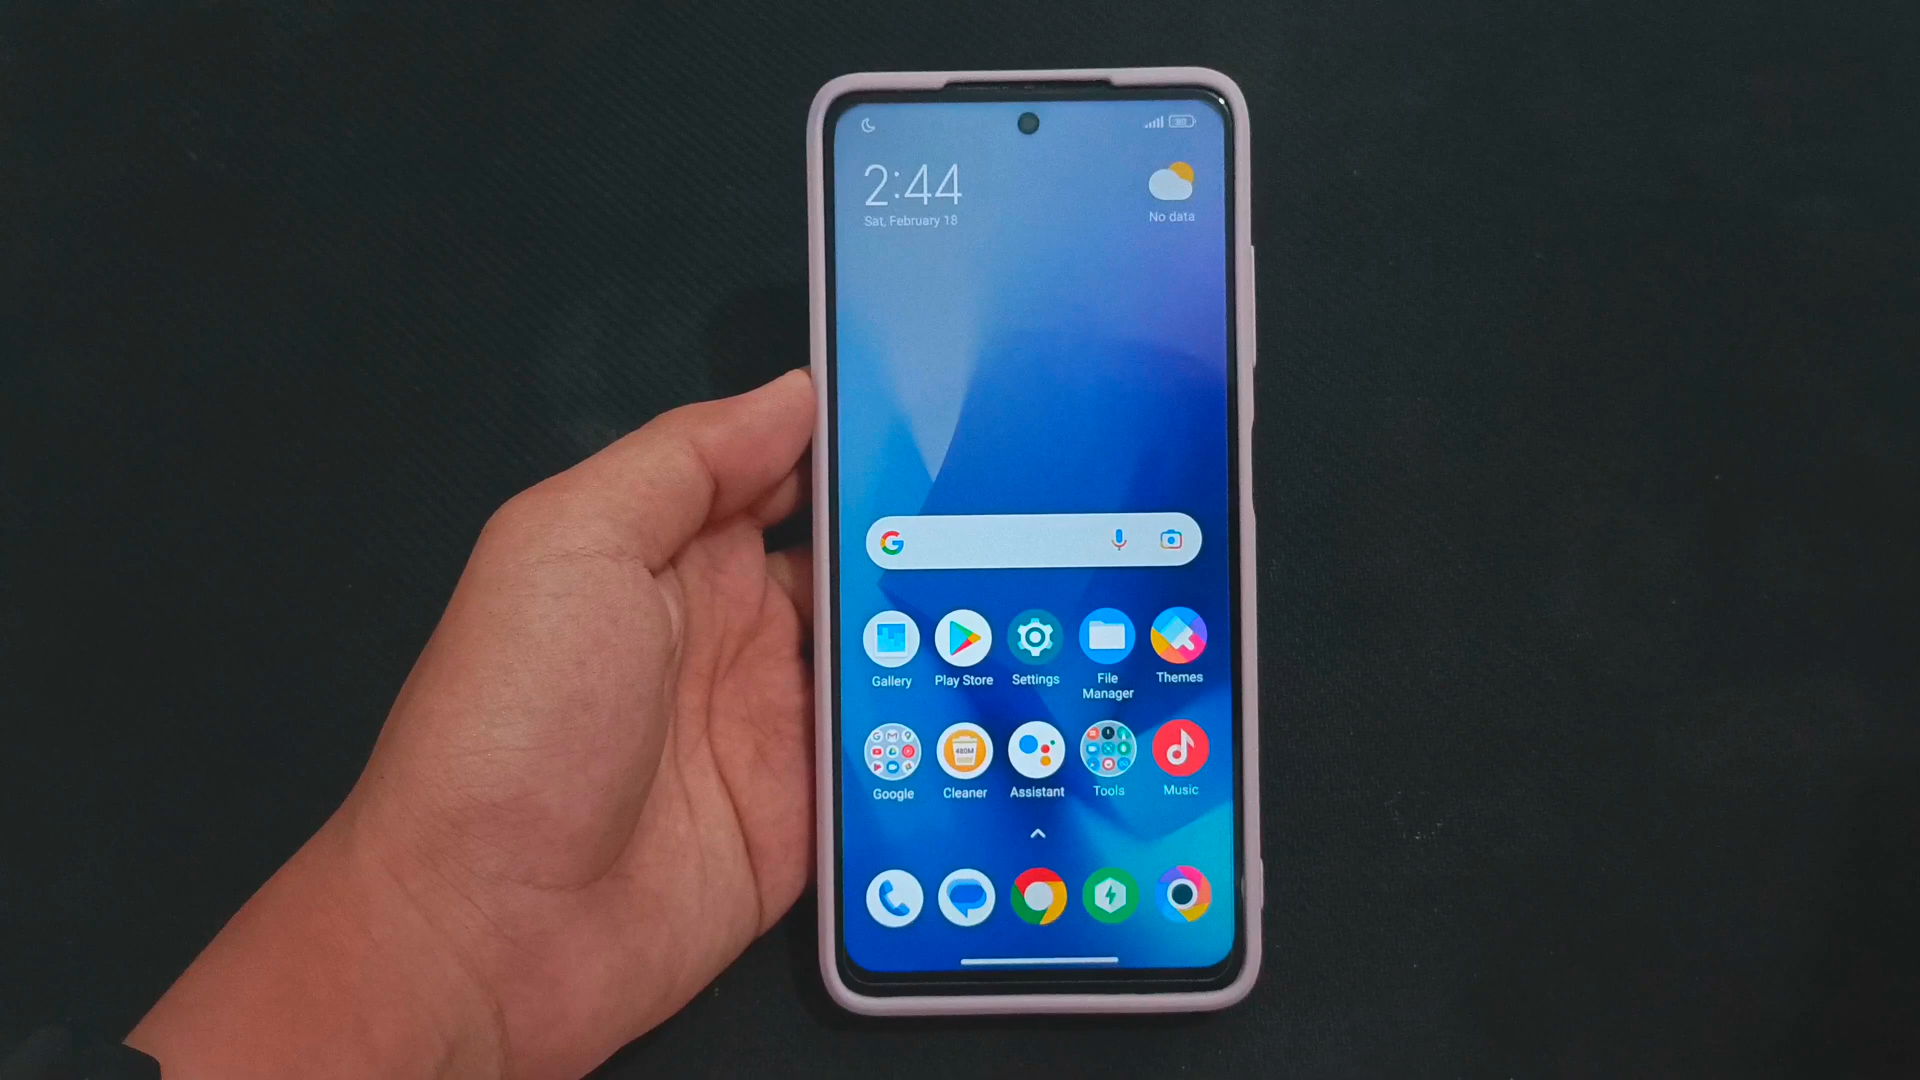 2:44
Sat, February 18
No data
Gallery
Play Store
Settings
File
Manager
Themes
480M
Google
Cleaner
Assistant
Tools
Music